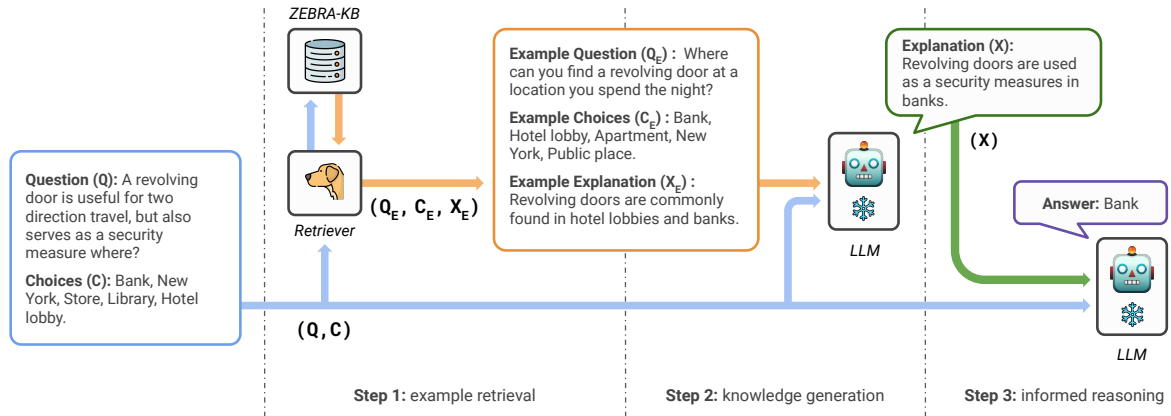 Question (Q): A revolving
door is useful for two
direction travel, but also
serves as a security
measure where?
Choices (C): Bank, New
York, Store, Library, Hotel
lobby.
ZEBRA-KB
Retriever
(Q_E, C_E, X_E)
(Q,C)
Example Question (Q_E) : Where
can you find a revolving door at a
location you spend the night?
Example Choices (C_E) : Bank,
Hotel lobby, Apartment, New
York, Public place.
Example Explanation (X_E) :
Revolving doors are commonly
found in hotel lobbies and banks.
LLM
Explanation (X):
Revolving doors are used
as a security measures in
banks.
(X)
Answer: Bank
LLM
Step 1: example retrieval
Step 2: knowledge generation
Step 3: informed reasoning